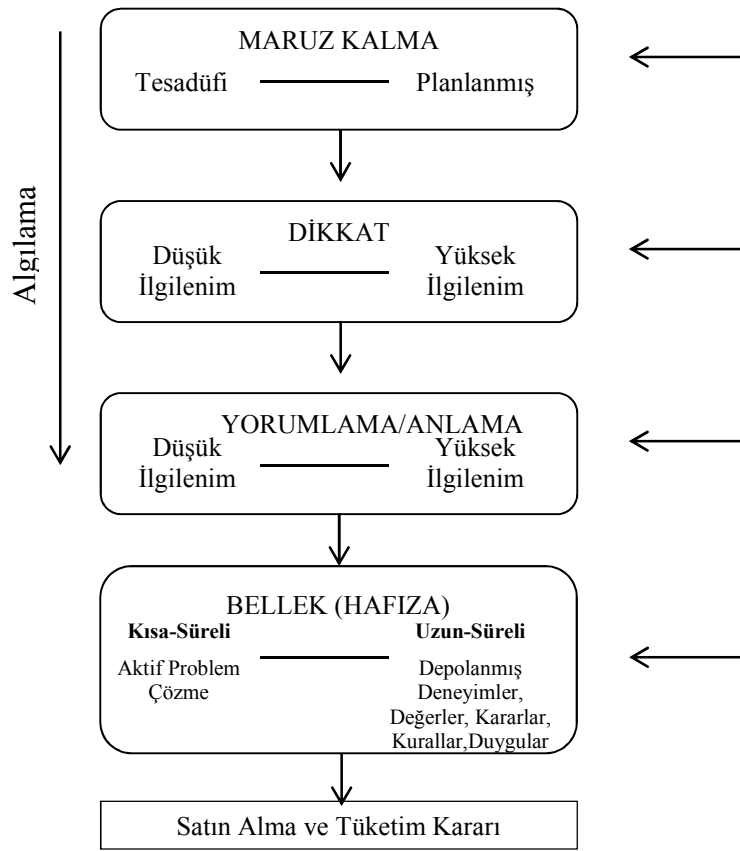 Algılama
MARUZ KALMA
Tesadüfi Planlanmış
DİKKAT
Düşük Yüksek
İlgilenim İlgilenim
YORUMLAMA/ANLAMA
Düşük Yüksek
İlgilenim İlgilenim
BELLEK (HAFIZA)
Kısa-Süreli
Aktif Problem
Çözme
Uzun-Süreli
Depolanmış
Deneyimler,
Değerler, Kararlar,
Kurallar,Duygular
Satın Alma ve Tüketim Kararı